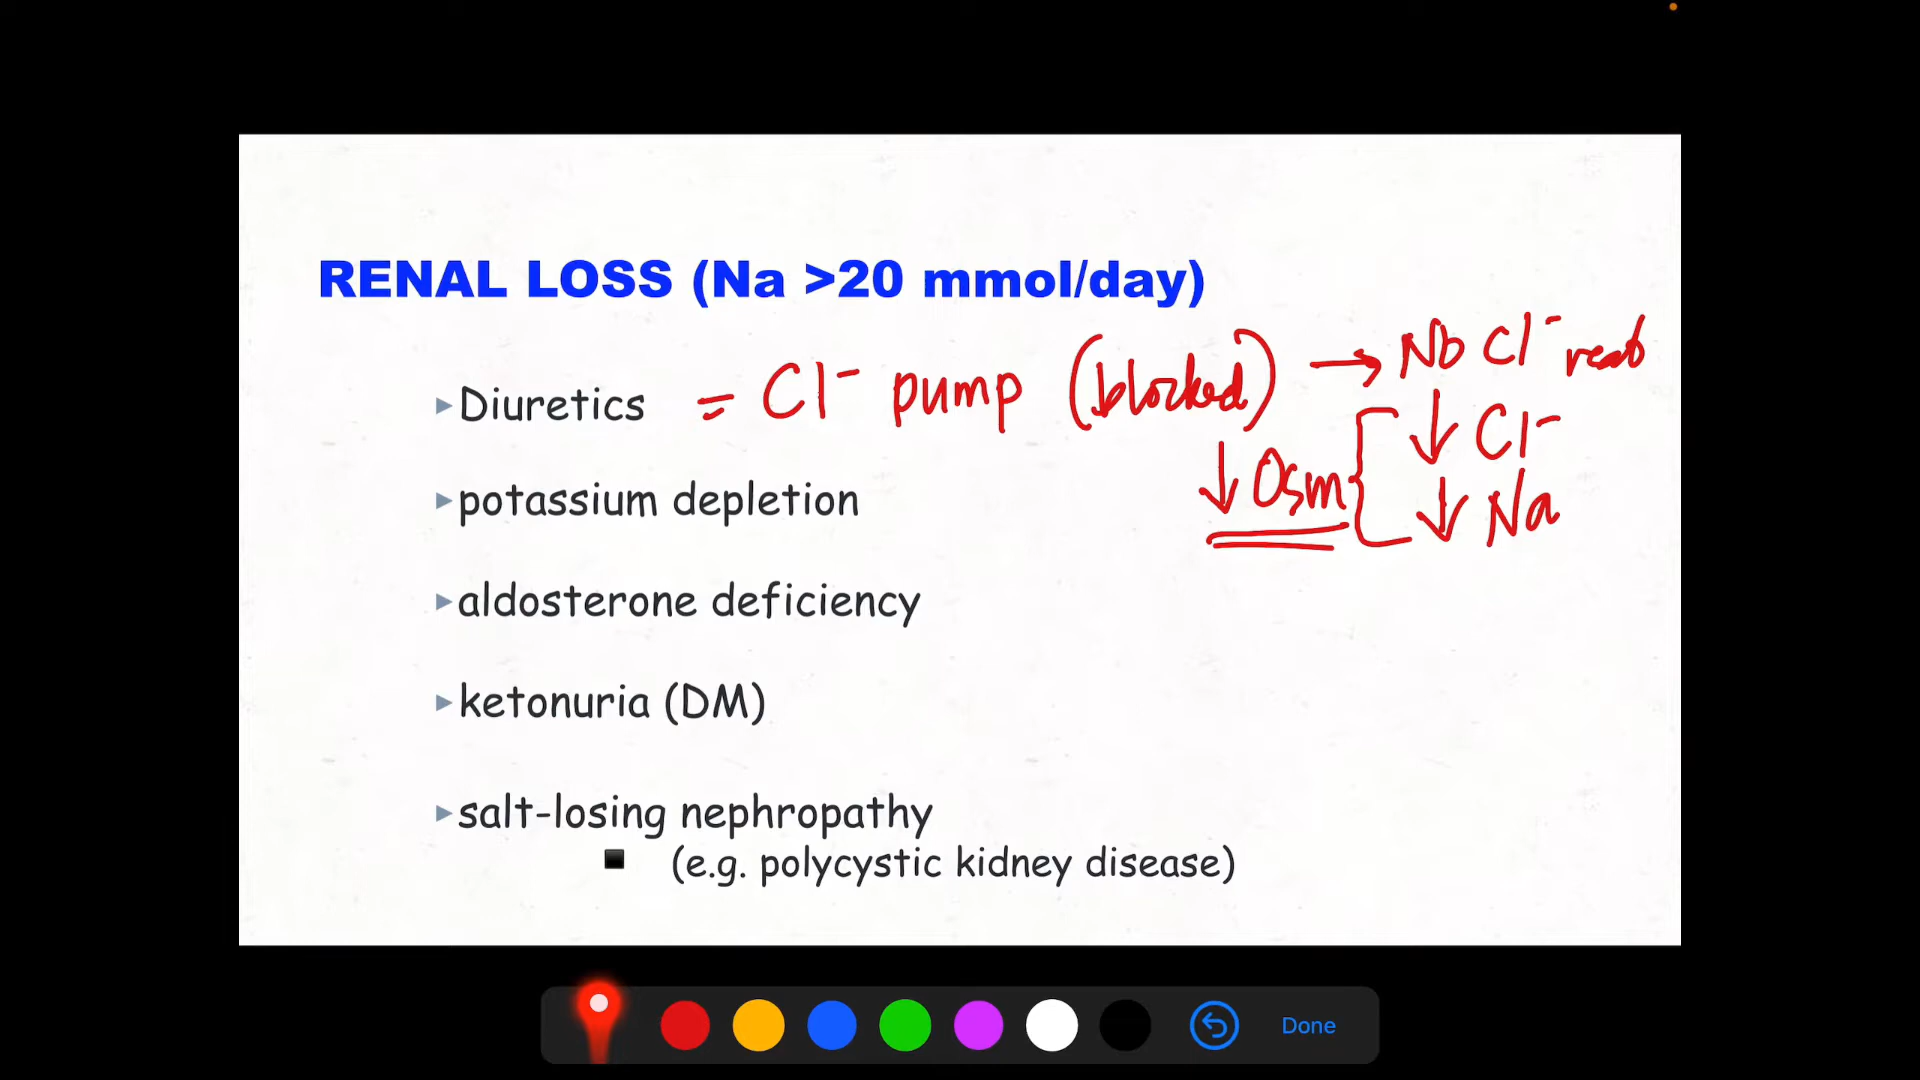 RENAL LOSS (Na >20 mmol/day)
▸Diuretics = Cl⁻ pump (blocked) → No Cl⁻ reab
↓ Cl⁻
↓ Osm { ↓ Na
▸potassium depletion
▸aldosterone deficiency
▸ketonuria (DM)
▸salt-losing nephropathy
■ (e.g. polycystic kidney disease)
Done